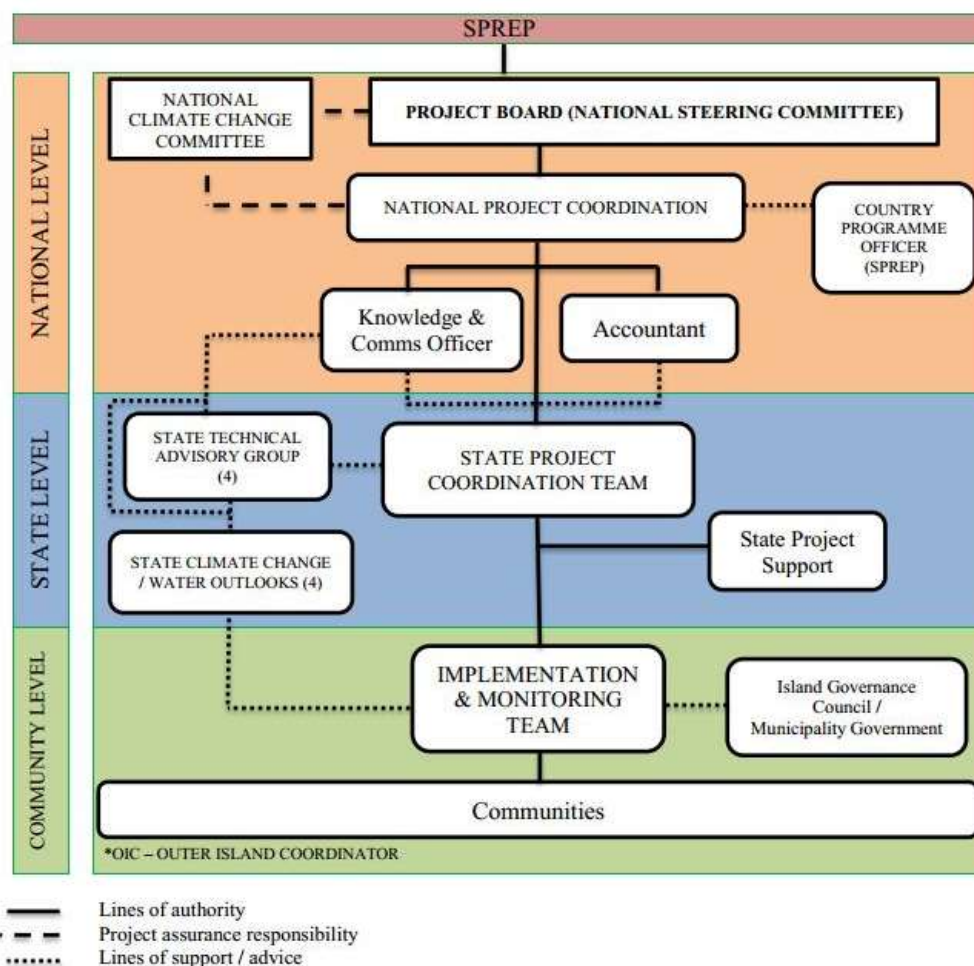 SPREP
NATIONAL LEVEL
NATIONAL
CLIMATE CHANGE
COMMITTEE
PROJECT BOARD (NATIONAL STEERING COMMITTEE)
NATIONAL PROJECT COORDINATION
COUNTRY
PROGRAMME
OFFICER
(SPREP)
Knowledge &
Comms Officer
Accountant
STATE LEVEL
STATE TECHNICAL
ADVISORY GROUP
(4)
STATE PROJECT
COORDINATION TEAM
STATE CLIMATE CHANGE
/ WATER OUTLOOKS (4)
State Project
Support
COMMUNITY LEVEL
IMPLEMENTATION
& MONITORING
TEAM
Island Governance
Council /
Municipality Government
Communities
*OIC – OUTER ISLAND COORDINATOR
Lines of authority
Project assurance responsibility
Lines of support / advice